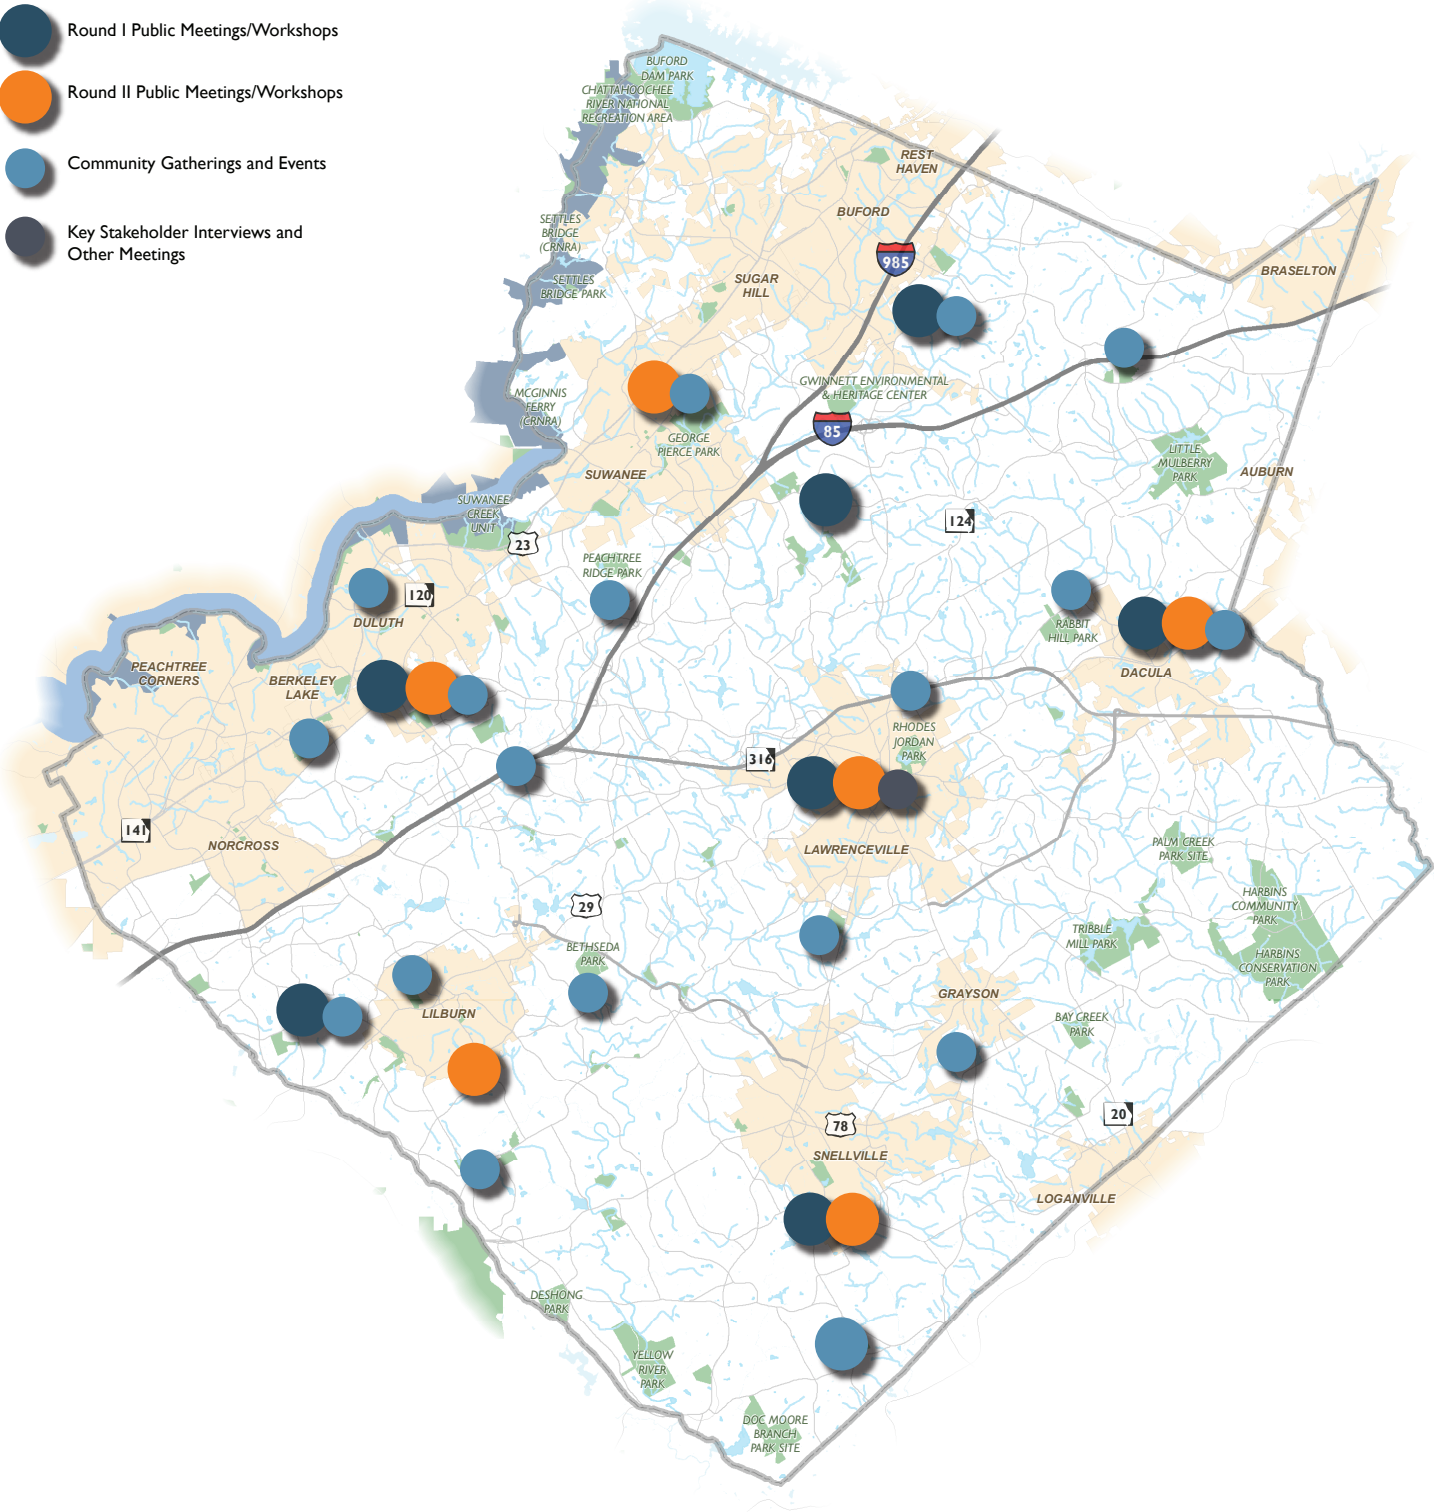 Round I Public Meetings/Workshops
Round II Public Meetings/Workshops
Community Gatherings and Events
Key Stakeholder Interviews and
Other Meetings
BUFORD
DAM PARK
CHATTAHOOCHEE
RIVER NATIONAL
RECREATION AREA
REST
HAVEN
BUFORD
SETTLES
BRIDGE
(CRNRA)
985
SETTLES
BRIDGE PARK
SUGAR
HILL
BRASELTON
MCGINNIS
FERRY
(CRNRA)
GWINNETT ENVIRONMENTAL
& HERITAGE CENTER
85
GEORGE
PIERCE PARK
SUWANEE
LITTLE
MULBERRY
PARK
AUBURN
SUWANEE
CREEK
UNIT
124
23
PEACHTREE
RIDGE PARK
120
DULUTH
RABBIT
HILL PARK
DACULA
PEACHTREE
CORNERS
BERKELEY
LAKE
RHODES
JORDAN
PARK
316
141
NORCROSS
LAWRENCEVILLE
PALM CREEK
PARK SITE
HARBINS
COMMUNITY
PARK
29
TRIBBLE
MILL PARK
BETHSEDA
PARK
HARBINS
CONSERVATION
PARK
GRAYSON
LILBURN
BAY CREEK
PARK
20
78
SNELLVILLE
LOGANVILLE
DESHONG
PARK
YELLOW
RIVER
PARK
DOC MOORE
BRANCH
PARK SITE